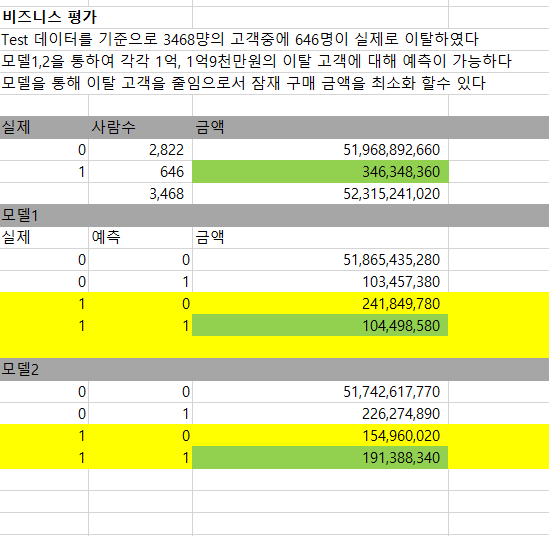 비즈니스 평가
Test 데이터를 기준으로 3468먕의 고객중에 646명이 실제로 이탈하였다
모델1,2을 통하여 각각 1억, 1억9천만원의 이탈 고객에 대해 예측이 가능하다
모델을 통해 이탈 고객을 줄임으로서 잠재 구매 금액을 최소화 할수 있다
실제 사람수 금액
0 2,822 51,968,892,660
1 646 346,348,360
3,468 52,315,241,020
모델1
실제 예측 금액
0 0 51,865,435,280
0 1 103,457,380
1 0 241,849,780
1 1 104,498,580
모델2
0 0 51,742,617,770
0 1 226,274,890
1 0 154,960,020
1 1 191,388,340